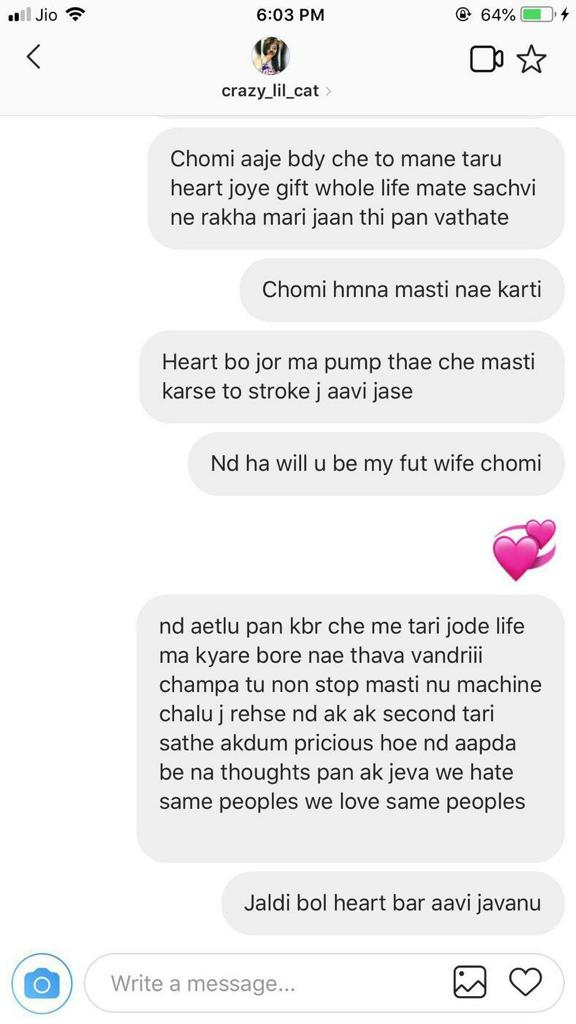 Jio 6:03 PM 64%
crazy_lil_cat
Chomi aaje bdy che to mane taru
heart joye gift whole life mate sachvi
ne rakha mari jaan thi pan vathate
Chomi hmna masti nae karti
Heart bo jor ma pump thae che masti
karse to stroke j aavi jase
Nd ha will u be my fut wife chomi
nd aetlu pan kbr che me tari jode life
ma kyare bore nae thava vandriii
champa tu non stop masti nu machine
chalu j rehse nd ak ak second tari
sathe akdum pricious hoe nd aapda
be na thoughts pan ak jeva we hate
same peoples we love same peoples
Jaldi bol heart bar aavi javanu
Write a message...